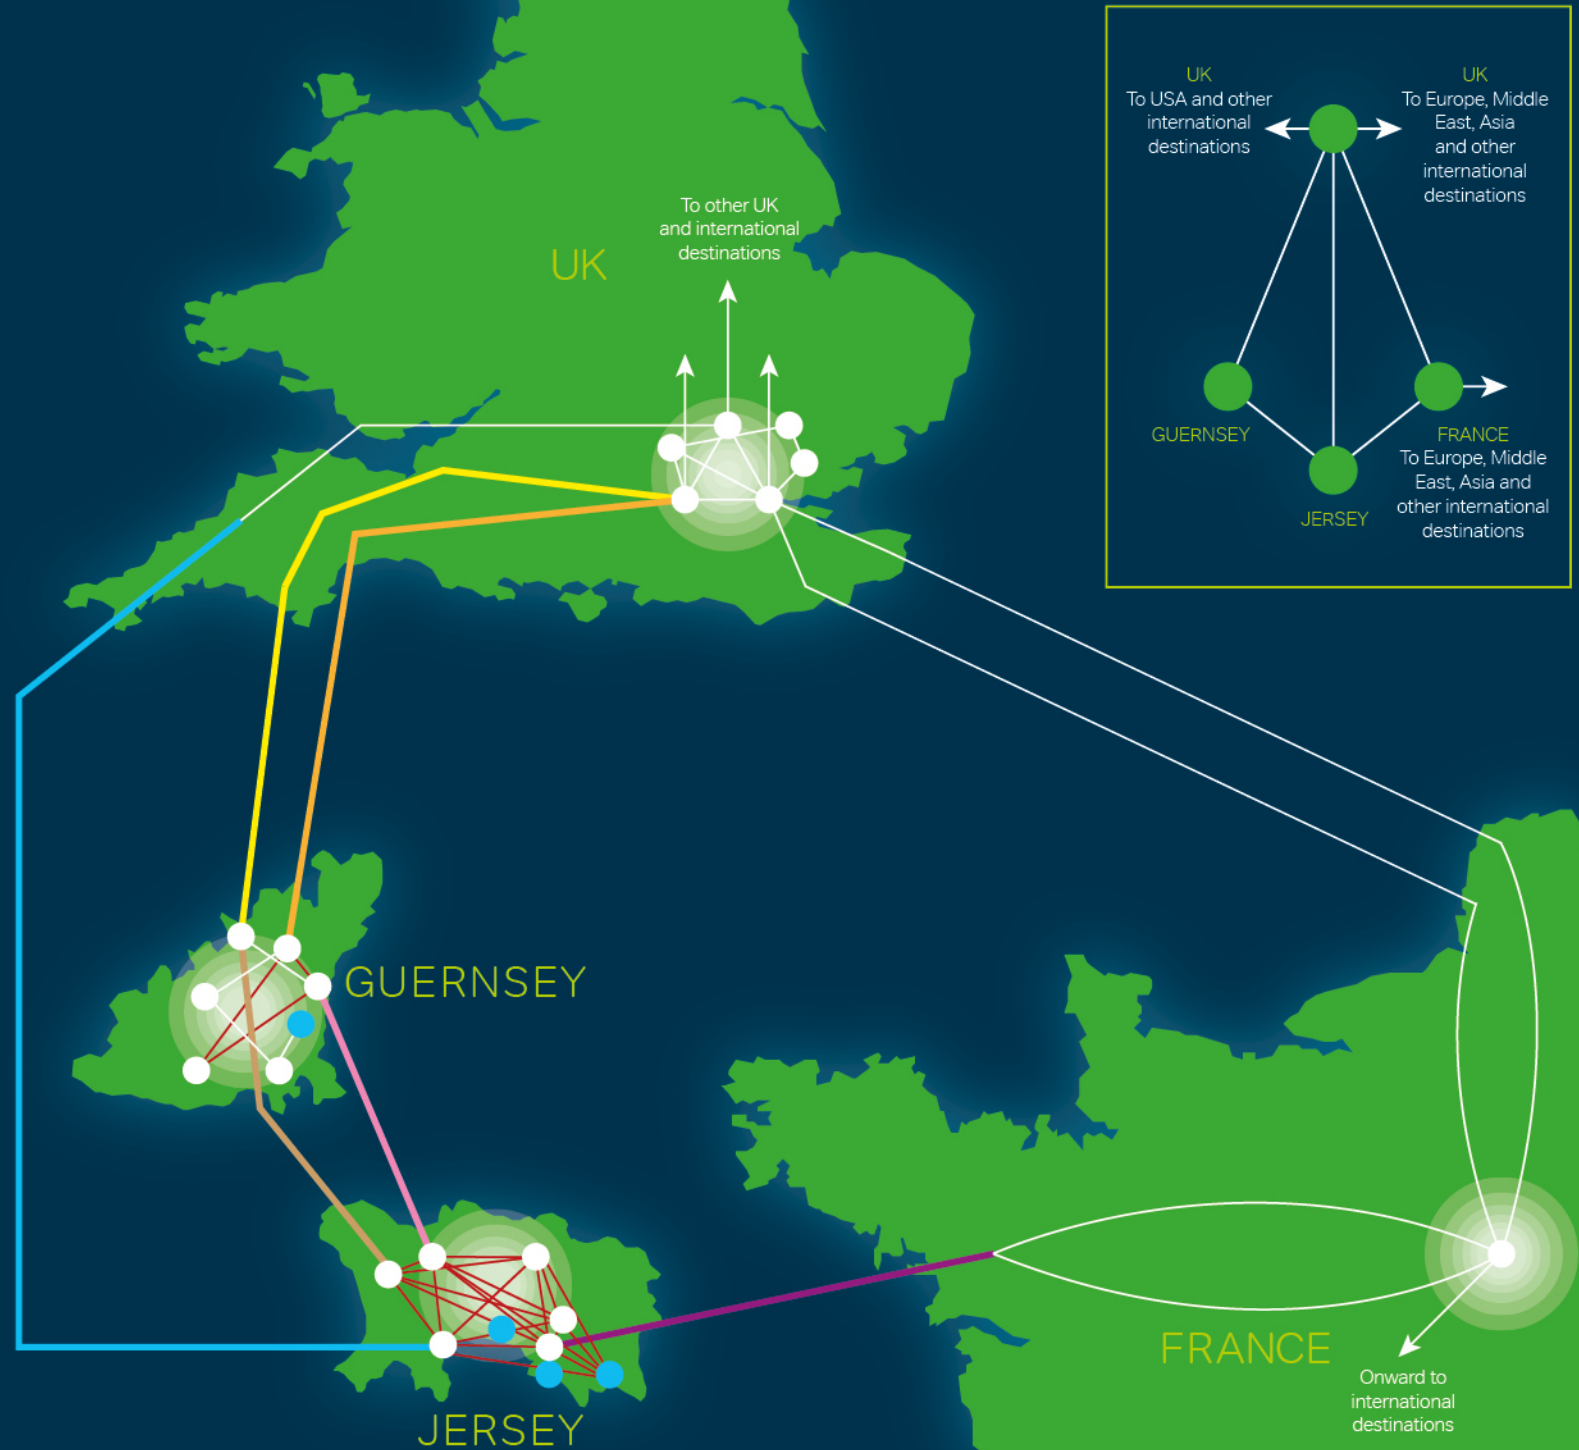 UK
To USA and other
international
destinations
UK
To Europe, Middle
East, Asia
and other
international
destinations
GUERNSEY
FRANCE
To Europe, Middle
East, Asia and
other international
destinations
JERSEY
To other UK
and international
destinations
UK
GUERNSEY
FRANCE
Onward to
international
destinations
JERSEY